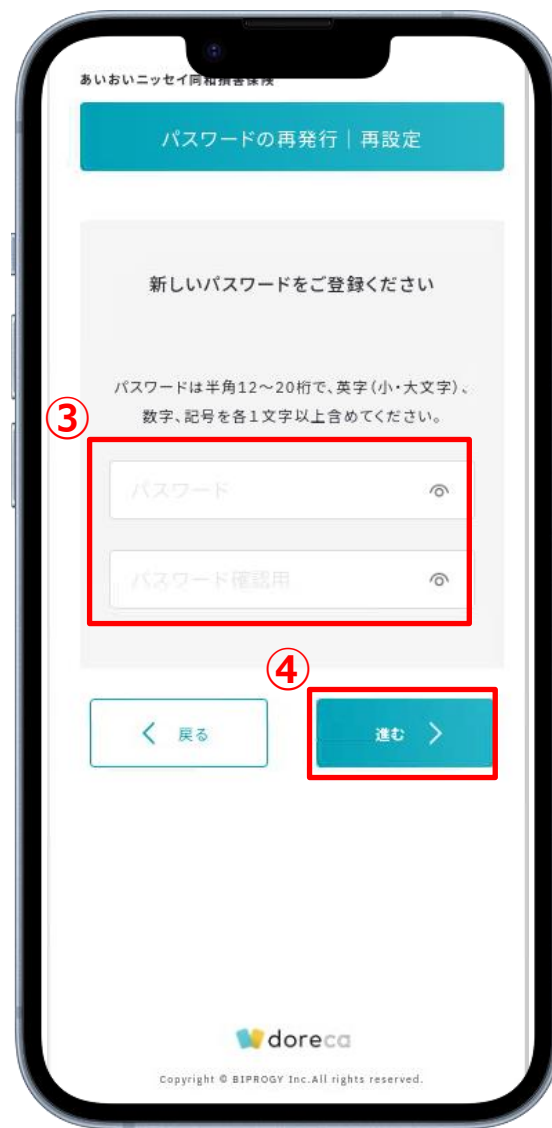 あいおいニッセイ同和損害保険
パスワードの再発行｜再設定
新しいパスワードをご登録ください
パスワードは半角12～20桁で、英字（小・大文字）、
数字、記号を各1文字以上含めてください。
③
パスワード
パスワード確認用
④
戻る
進む
doreca
Copyright © BIPROGY Inc.All rights reserved.